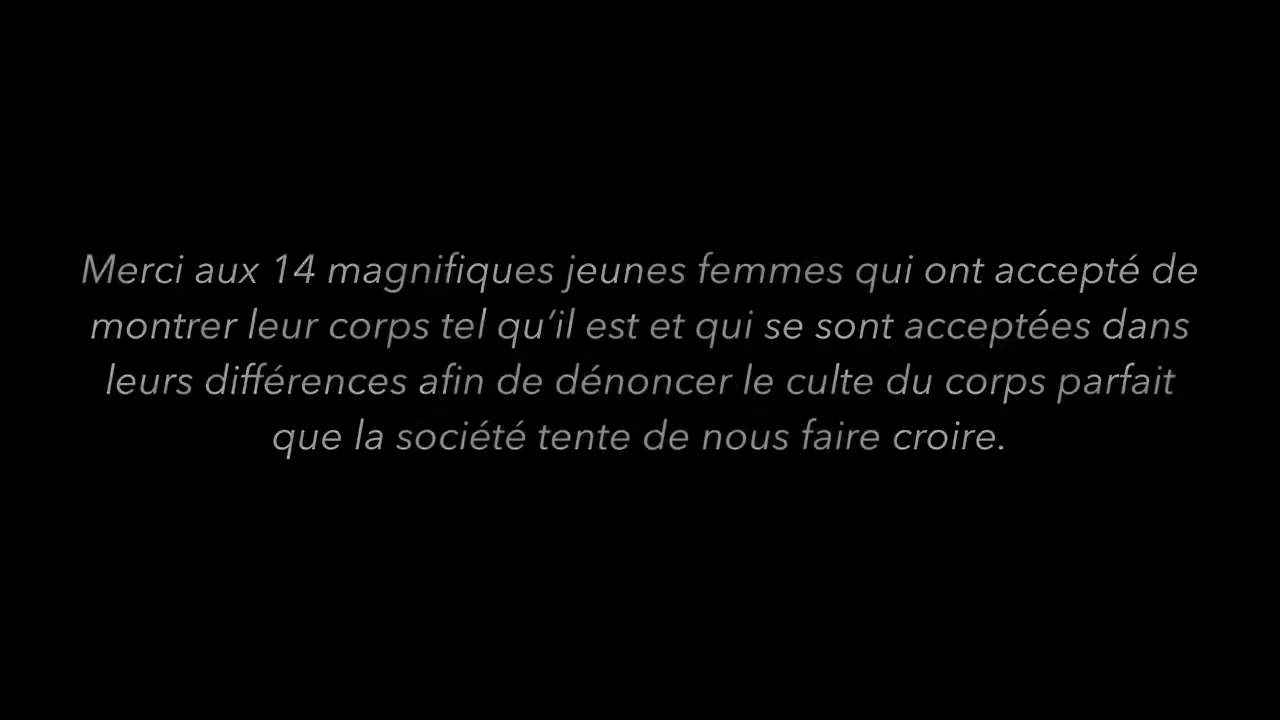 Merci aux 14 magnifiques jeunes femmes qui ont accepté de
montrer leur corps tel qu’il est et qui se sont acceptées dans
leurs différences afin de dénoncer le culte du corps parfait
que la société tente de nous faire croire.